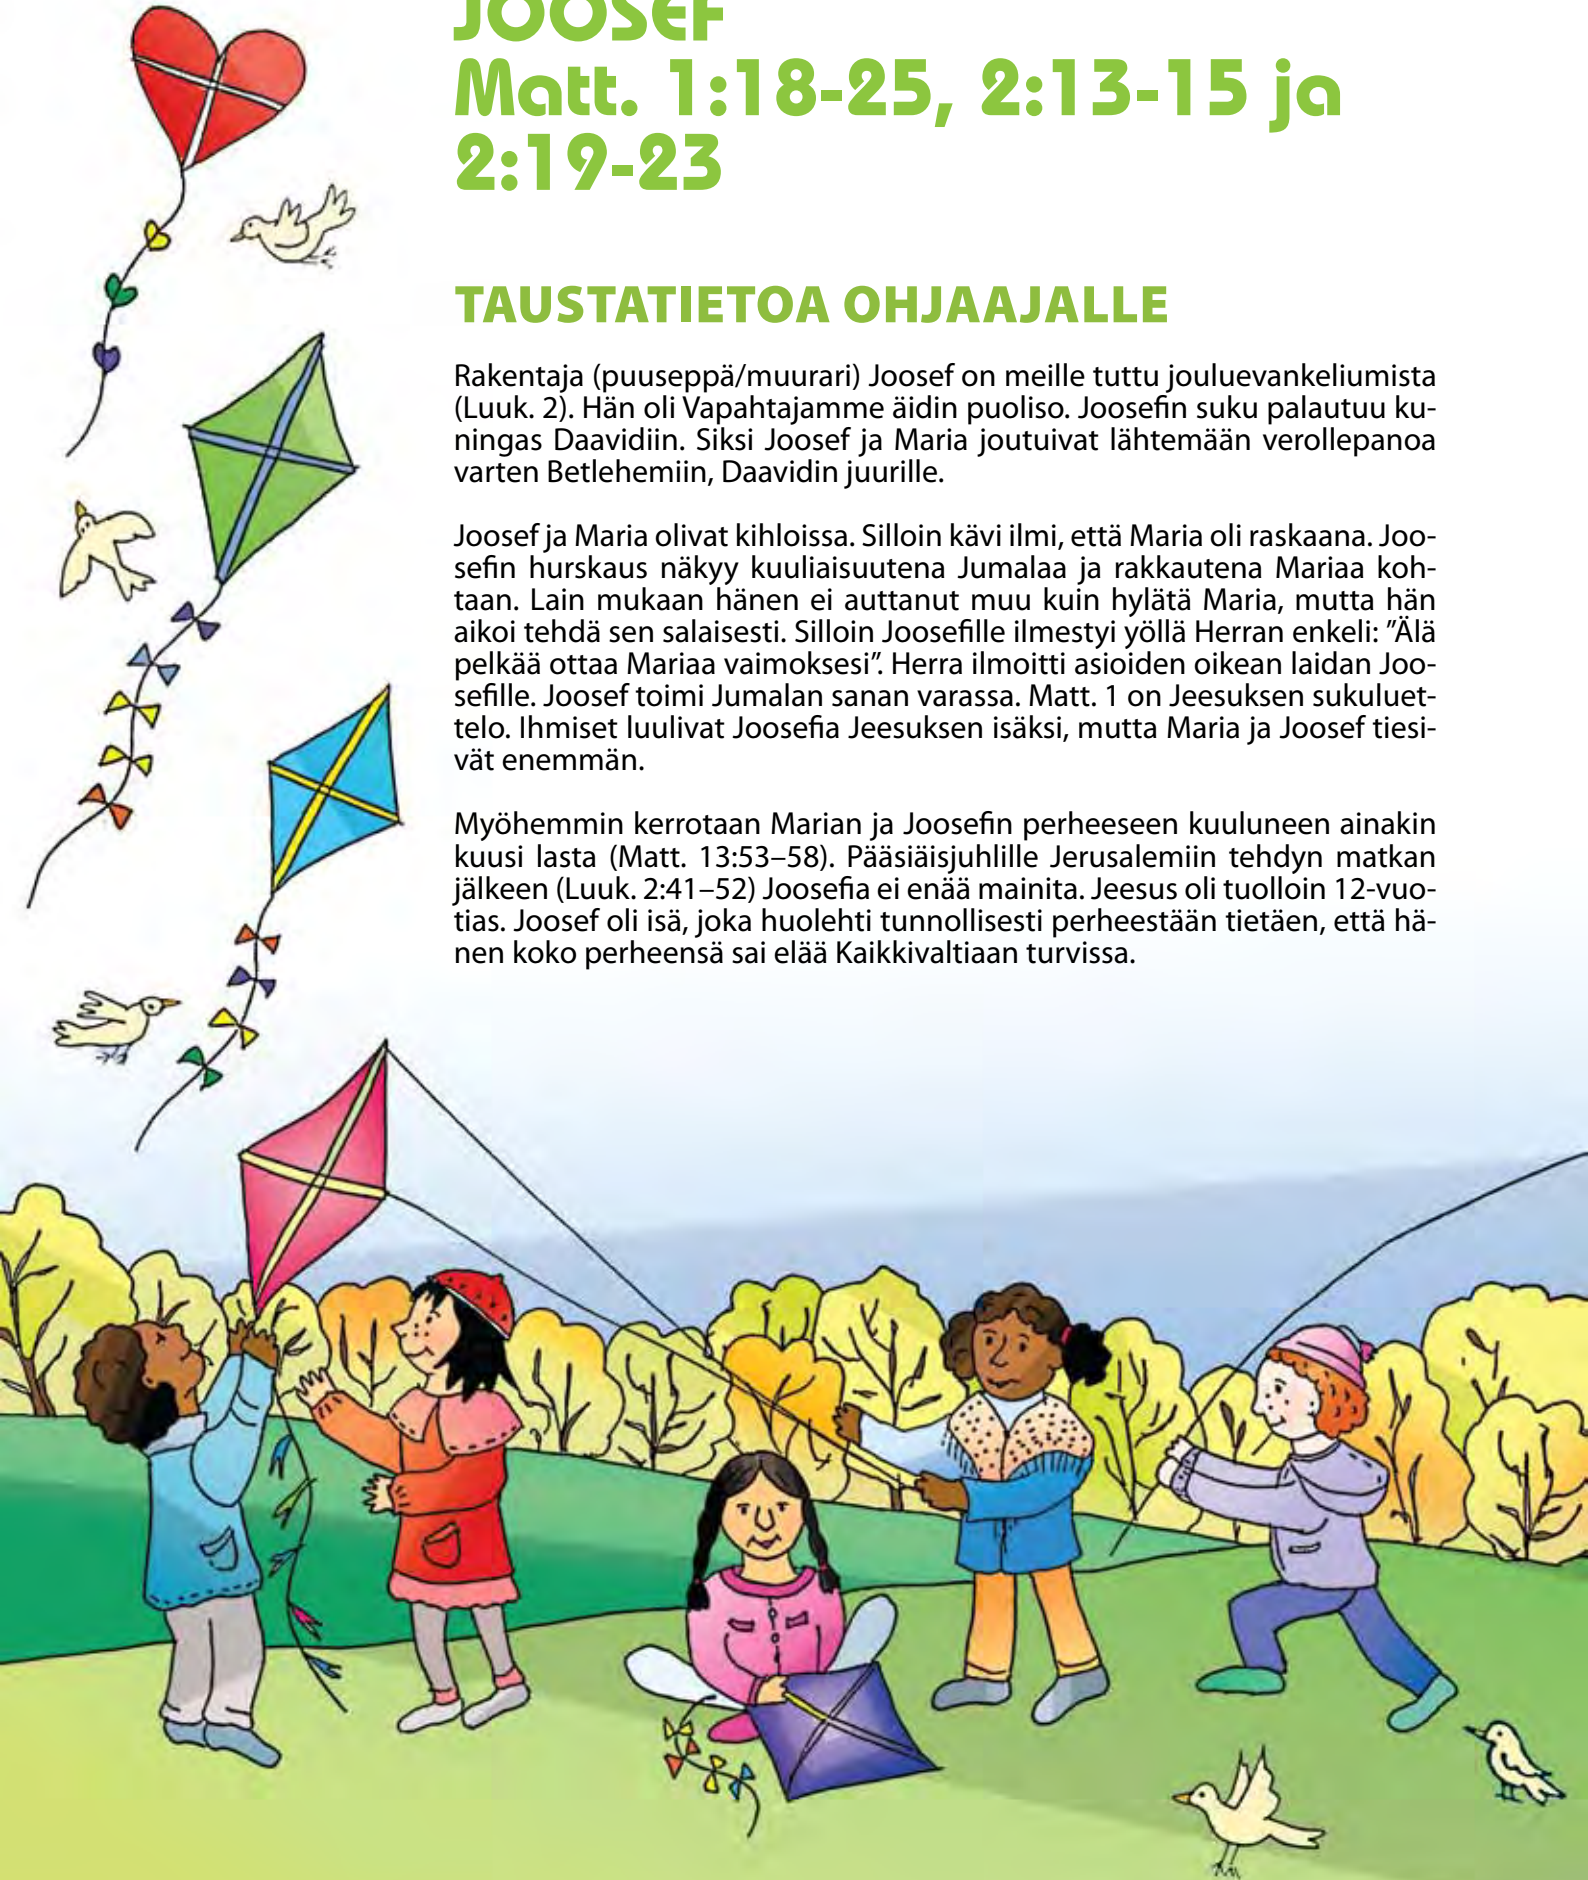 JOOSEF
Matt. 1:18-25, 2:13-15 ja
2:19-23
TAUSTATIETOA OHJAAJALLE
Rakentaja (puuseppä/muurari) Joosef on meille tuttu jouluevankeliumista
(Luuk. 2). Hän oli Vapahtajamme äidin puoliso. Joosefin suku palautuu ku-
ningas Daavidiin. Siksi Joosef ja Maria joutuivat lähtemään verollepanoa
varten Betlehemiin, Daavidin juurille.
Joosef ja Maria olivat kihloissa. Silloin kävi ilmi, että Maria oli raskaana. Joo-
sefin hurskaus näkyy kuuliaisuutena Jumalaa ja rakkautena Mariaa koh-
taan. Lain mukaan hänen ei auttanut muu kuin hylätä Maria, mutta hän
aikoi tehdä sen salaisesti. Silloin Joosefille ilmestyi yöllä Herran enkeli: ”Älä
pelkää ottaa Mariaa vaimoksesi”. Herra ilmoitti asioiden oikean laidan Joo-
sefille. Joosef toimi Jumalan sanan varassa. Matt. 1 on Jeesuksen sukuluet-
telo. Ihmiset luulivat Joosefia Jeesuksen isäksi, mutta Maria ja Joosef tiesi-
vät enemmän.
Myöhemmin kerrotaan Marian ja Joosefin perheeseen kuuluneen ainakin
kuusi lasta (Matt. 13:53–58). Pääsiäisjuhlille Jerusalemiin tehdyn matkan
jälkeen (Luuk. 2:41–52) Joosefia ei enää mainita. Jeesus oli tuolloin 12-vuo-
tias. Joosef oli isä, joka huolehti tunnollisesti perheestään tietäen, että hä-
nen koko perheensä sai elää Kaikkivaltiaan turvissa.